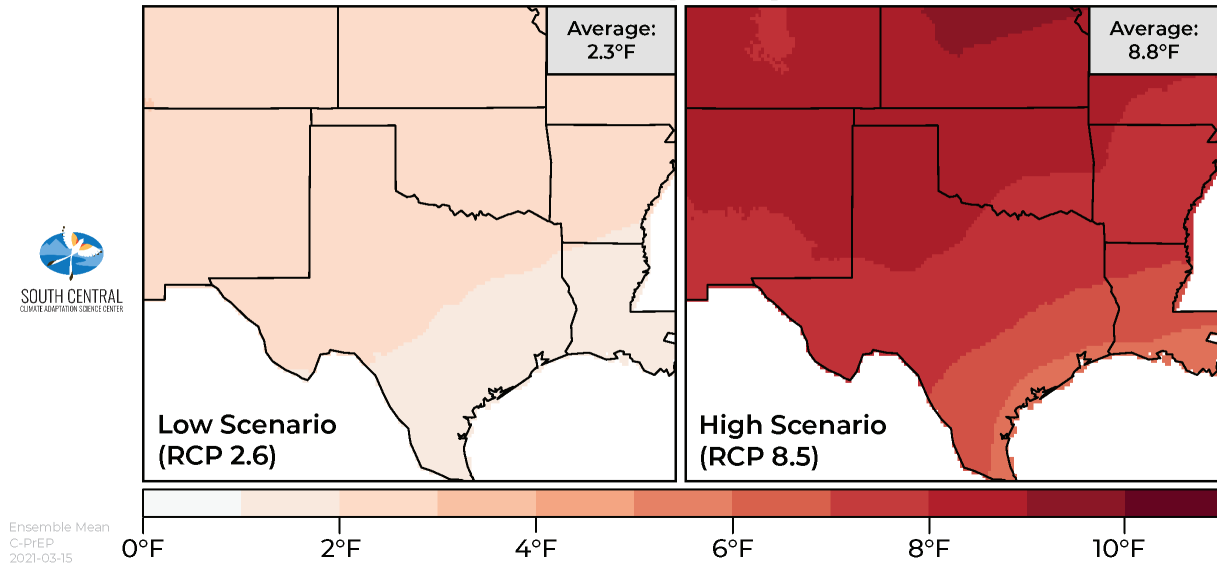 Average:
2.3°F
Average:
8.8°F
SOUTH CENTRAL
CLIMATE ADAPTATION SCIENCE CENTER
Low Scenario
(RCP 2.6)
High Scenario
(RCP 8.5)
Ensemble Mean
C-PrEP
2021-03-15
0°F
2°F
4°F
6°F
8°F
10°F